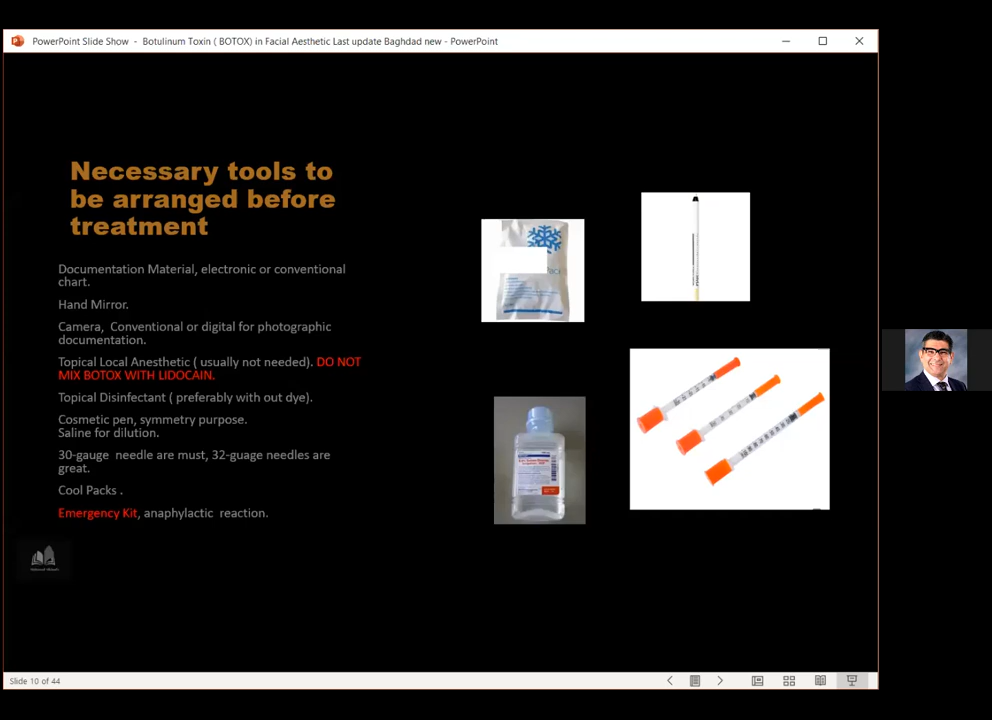 PowerPoint Slide Show - Botulinum Toxin ( BOTOX) in Facial Aesthetic Last update Baghdad new - PowerPoint
Necessary tools to
be arranged before
treatment
Documentation Material, electronic or conventional
chart.
Hand Mirror.
Camera, Conventional or digital for photographic
documentation.
Topical Local Anesthetic ( usually not needed). DO NOT
MIX BOTOX WITH LIDOCAIN.
Topical Disinfectant ( preferably with out dye).
Cosmetic pen, symmetry purpose.
Saline for dilution.
30-gauge needle are must, 32-guage needles are
great.
Cool Packs .
Emergency Kit, anaphylactic reaction.
Slide 10 of 44